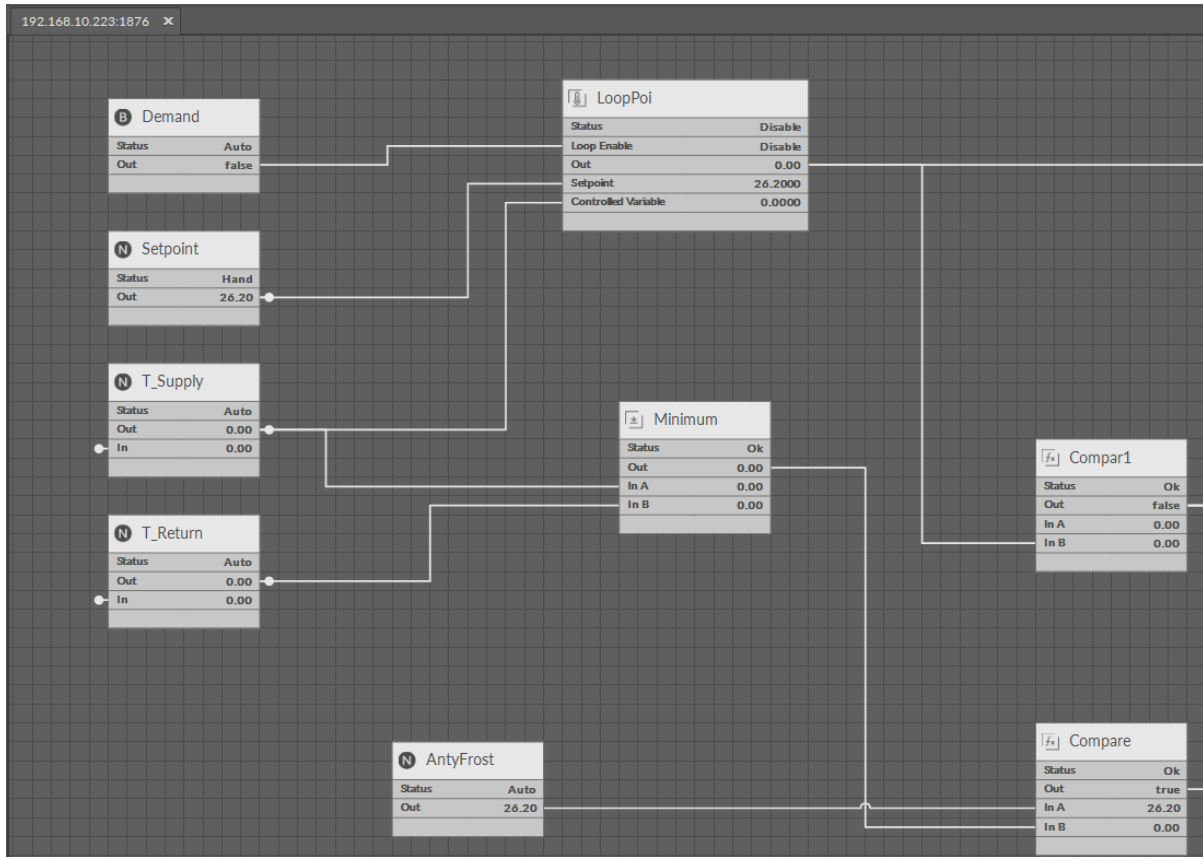 192.168.10.223:1876 ×
B Demand
Status Auto
Out false
N Setpoint
Status Hand
Out 26.20
N T_Supply
Status Auto
Out 0.00
In 0.00
N T_Return
Status Auto
Out 0.00
In 0.00
LoopPoi
Status Disable
Loop Enable Disable
Out 0.00
Setpoint 26.2000
Controlled Variable 0.0000
Minimum
Status Ok
Out 0.00
In A 0.00
In B 0.00
N AntyFrost
Status Auto
Out 26.20
fx Compar1
Status Ok
Out false
In A 0.00
In B 0.00
fx Compare
Status Ok
Out true
In A 26.20
In B 0.00